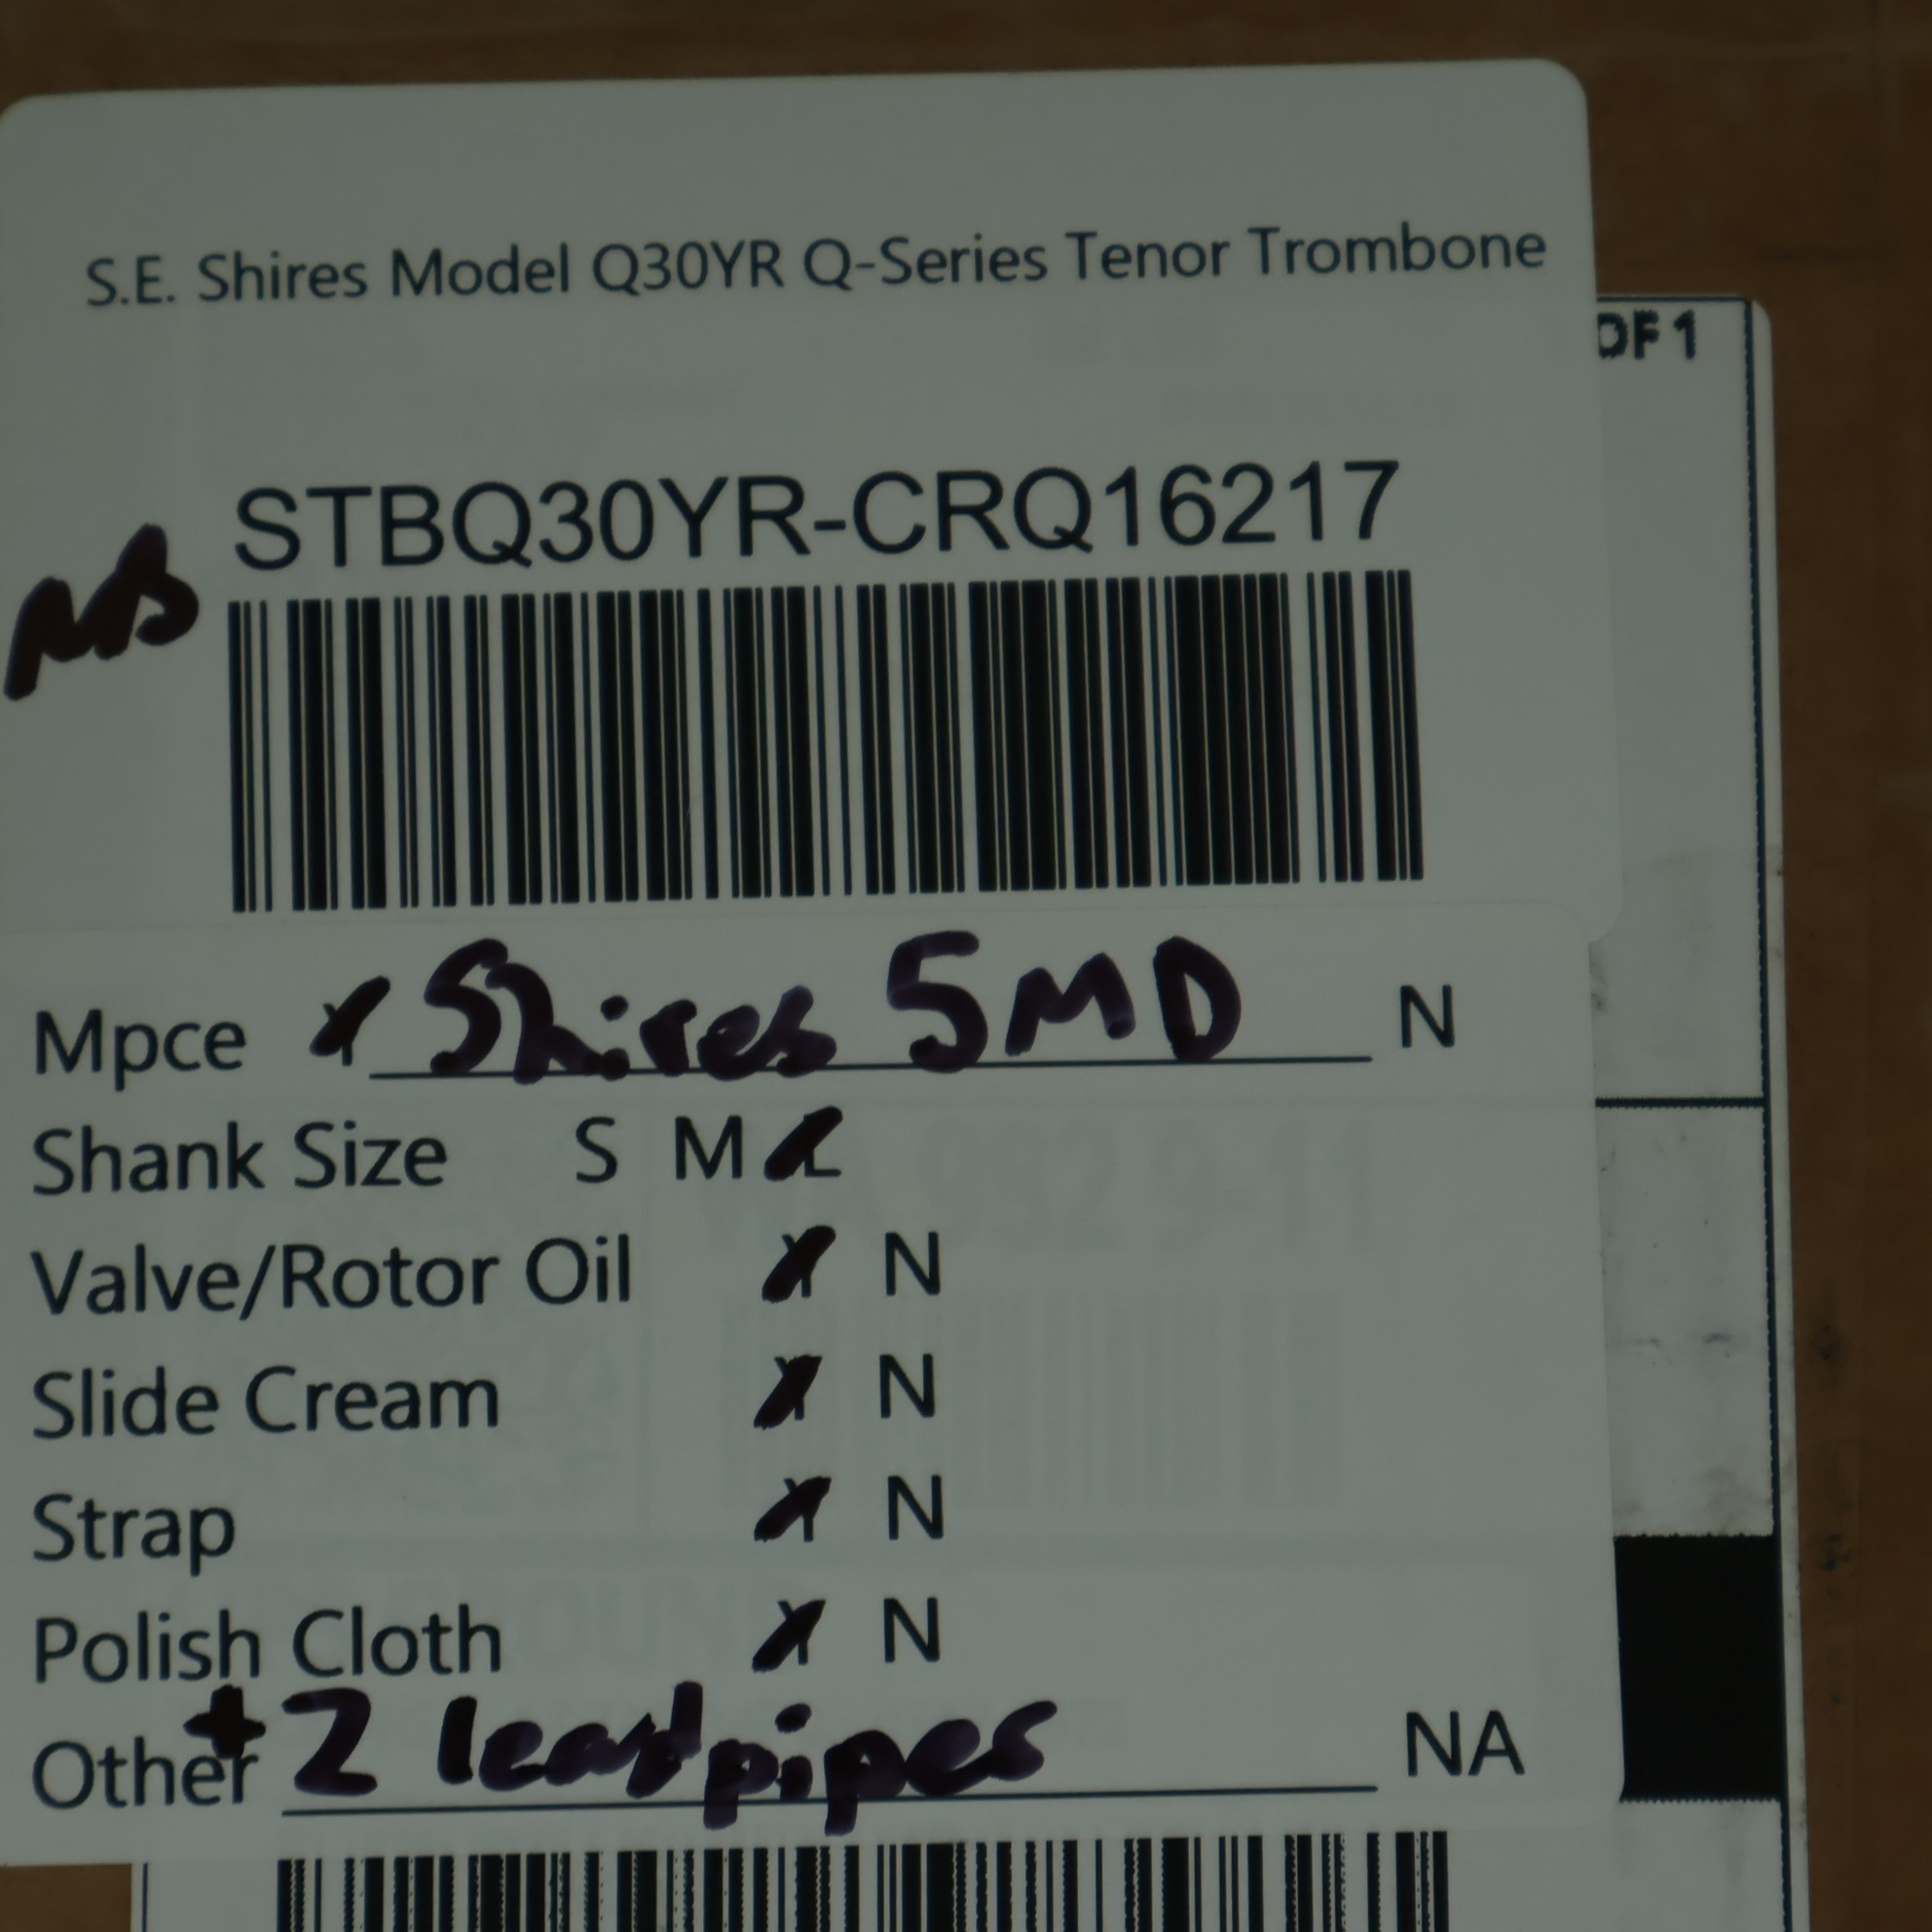 S.E. Shires Model Q30YR Q-Series Tenor Trombone
OF 1
STBQ30YR-CRQ16217
Mpce Y Shires 5MD N
Shank Size S M L
Valve/Rotor Oil Y N
Slide Cream Y N
Strap Y N
Polish Cloth Y N
Other + 2 leadpipes NA